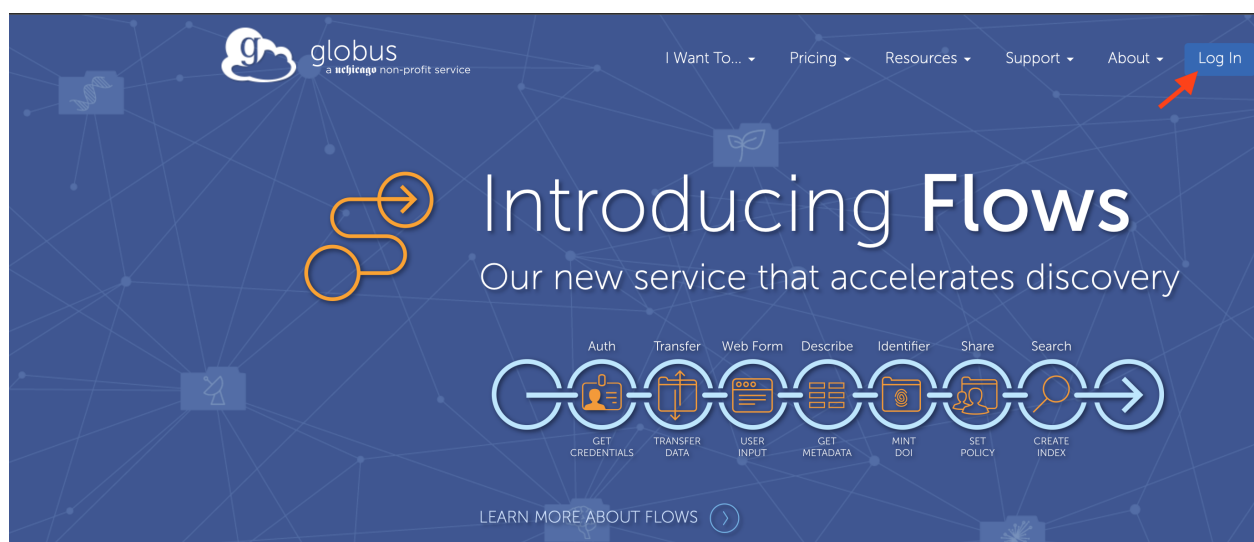 globus
a uchicago non-profit service
I Want To... Pricing Resources Support About Log In
Introducing Flows
Our new service that accelerates discovery
Auth Transfer Web Form Describe Identifier Share Search
GET CREDENTIALS
TRANSFER DATA
USER INPUT
GET METADATA
MINT DOI
SET POLICY
CREATE INDEX
LEARN MORE ABOUT FLOWS